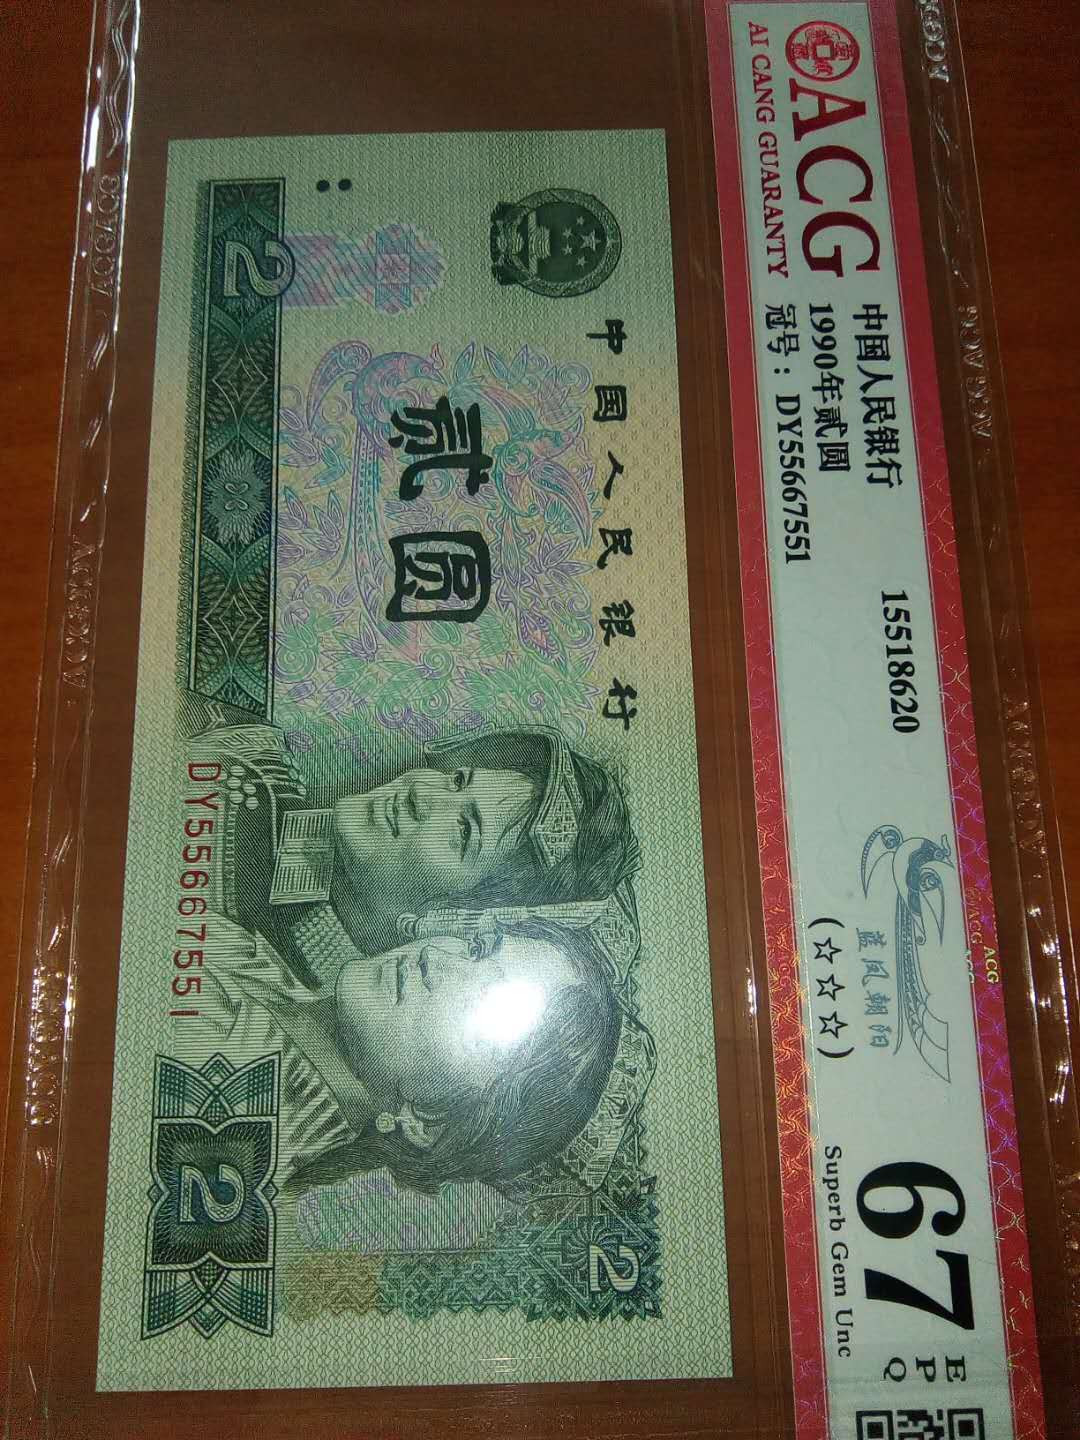 ACG
AI CANG GUARANTY
中国人民银行
1990年贰圆
冠号：DY5566 7551
15518620
蓝凤朝阳
(☆☆☆)
67
EPQ
Superb Gem Unc
中国人民银行
贰圆
2
DY55667551
2
2